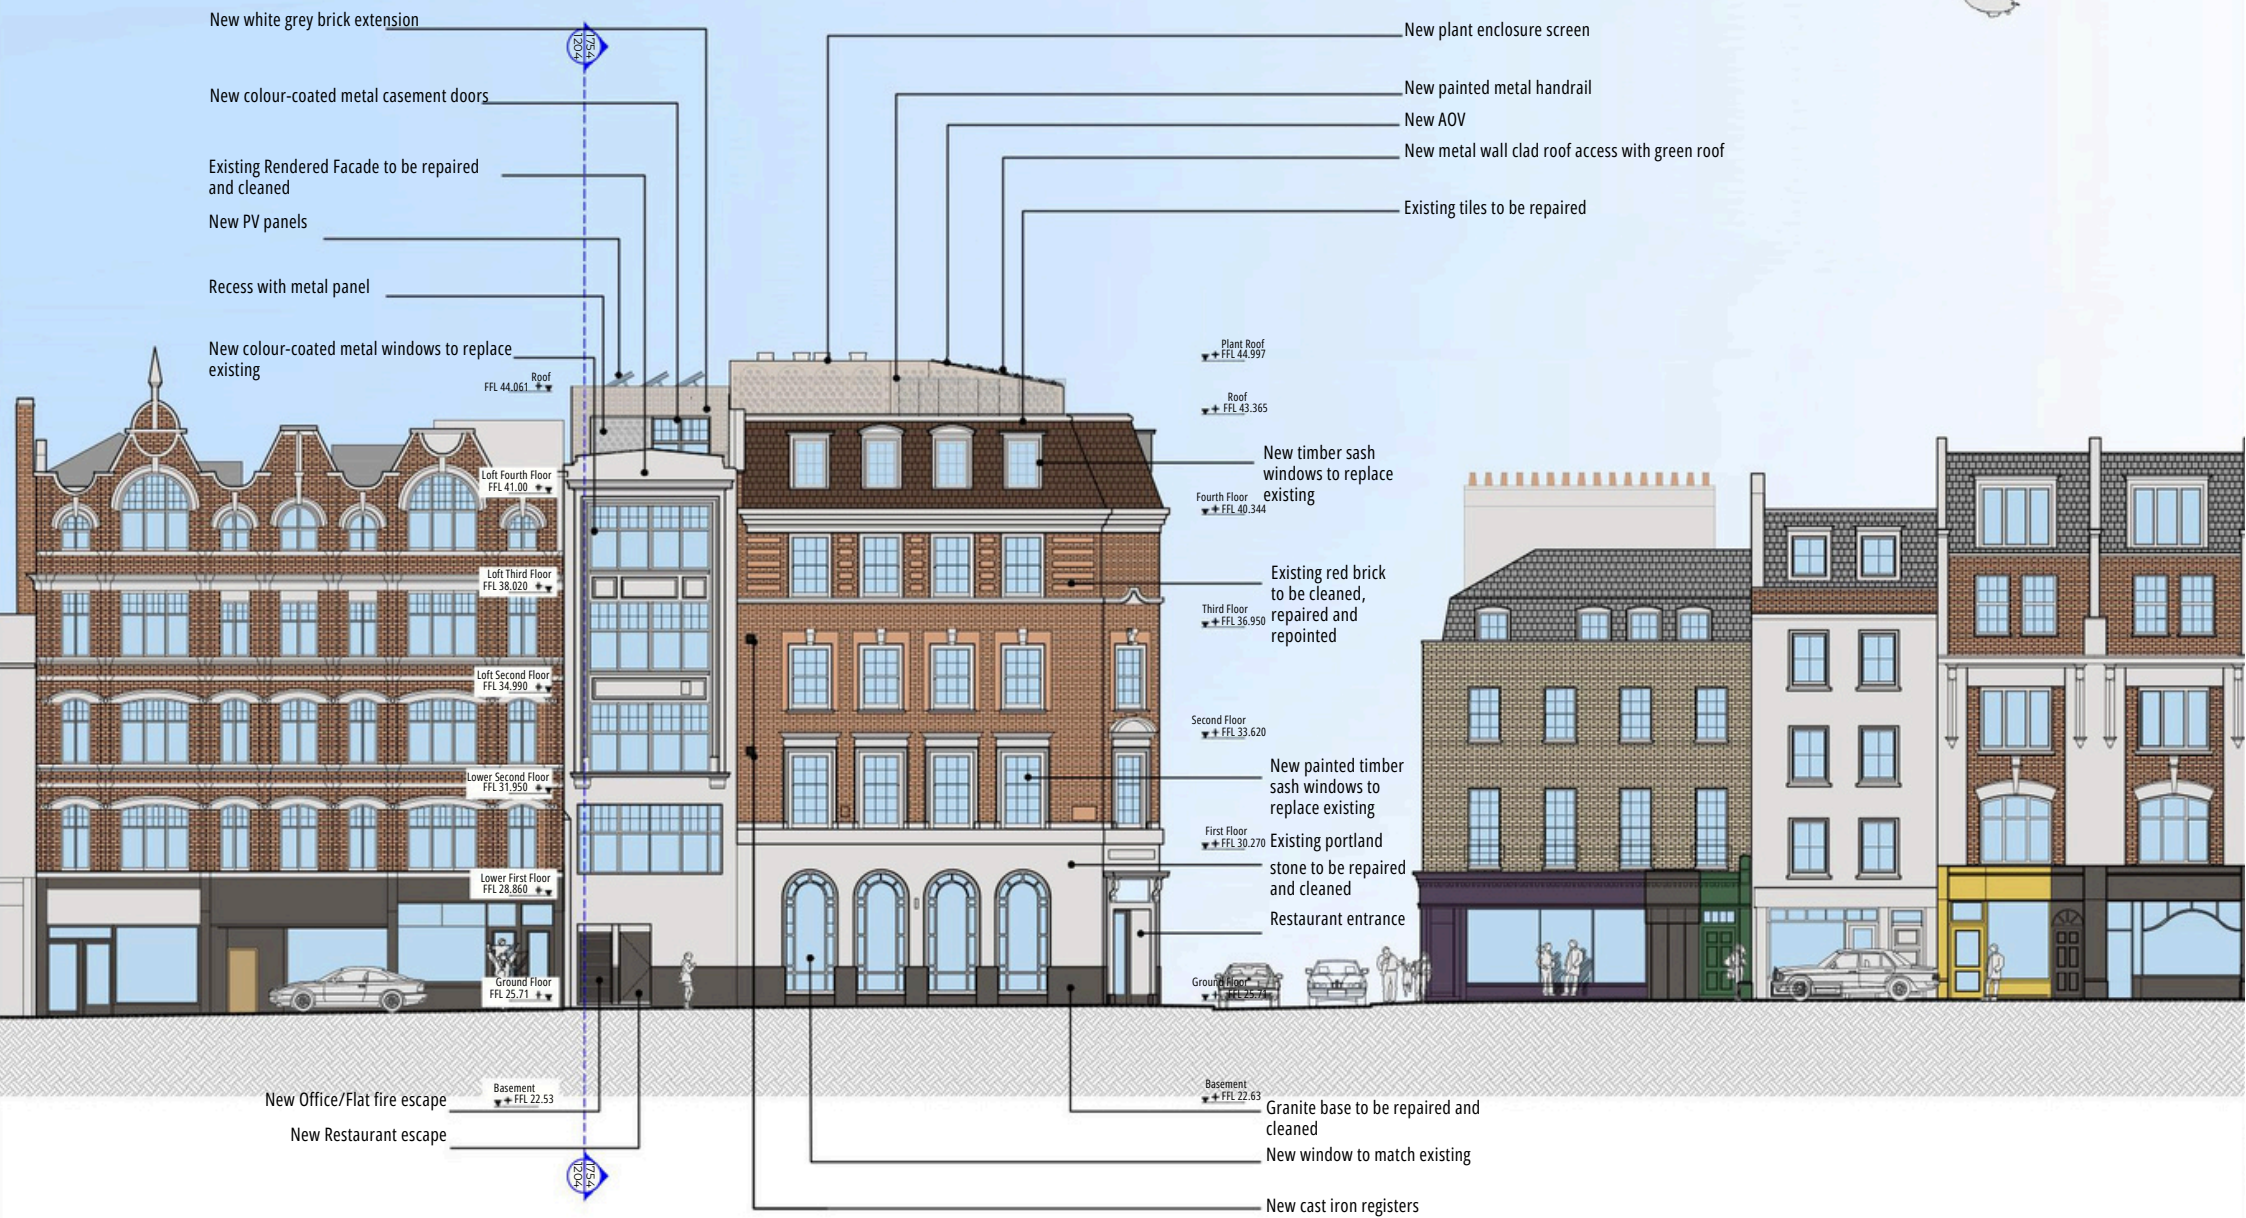 New white grey brick extension
1204
1754
New colour-coated metal casement doors
Existing Rendered Facade to be repaired
and cleaned
New PV panels
Recess with metal panel
New colour-coated metal windows to replace
existing
Roof
FFL 44.061
Loft Fourth Floor
FFL 41.00
Loft Third Floor
FFL 38.020
Loft Second Floor
FFL 34.990
Lower Second Floor
FFL 31.950
Lower First Floor
FFL 28.860
Ground Floor
FFL 25.71
Basement
FFL 22.53
New Office/Flat fire escape
New Restaurant escape
1204
1754
New plant enclosure screen
New painted metal handrail
New AOV
New metal wall clad roof access with green roof
Existing tiles to be repaired
Plant Roof
FFL 44.997
Roof
FFL 43.365
New timber sash
windows to replace
existing
Fourth Floor
FFL 40.344
Existing red brick
to be cleaned,
repaired and
repointed
Third Floor
FFL 36.950
Second Floor
FFL 33.620
New painted timber
sash windows to
replace existing
First Floor
FFL 30.270
Existing portland
stone to be repaired
and cleaned
Restaurant entrance
Ground Floor
FFL 25.71
Basement
FFL 22.63
Granite base to be repaired and
cleaned
New window to match existing
New cast iron registers